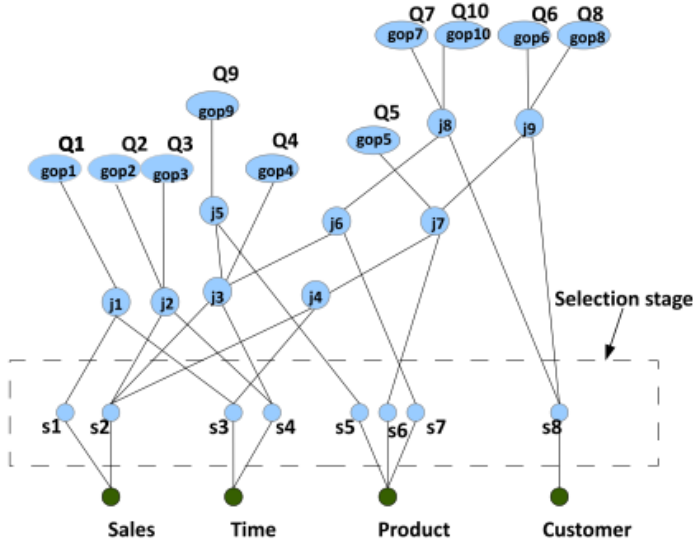 Q7 Q10 Q6 Q8
gop7 gop10 gop6 gop8
Q9
gop9
Q5
gop5
j8 j9
Q1 Q2 Q3 Q4
gop1 gop2 gop3 gop4
j5 j6 j7
j1 j2 j3 j4
Selection stage
s1 s2 s3 s4 s5 s6 s7 s8
Sales Time Product Customer